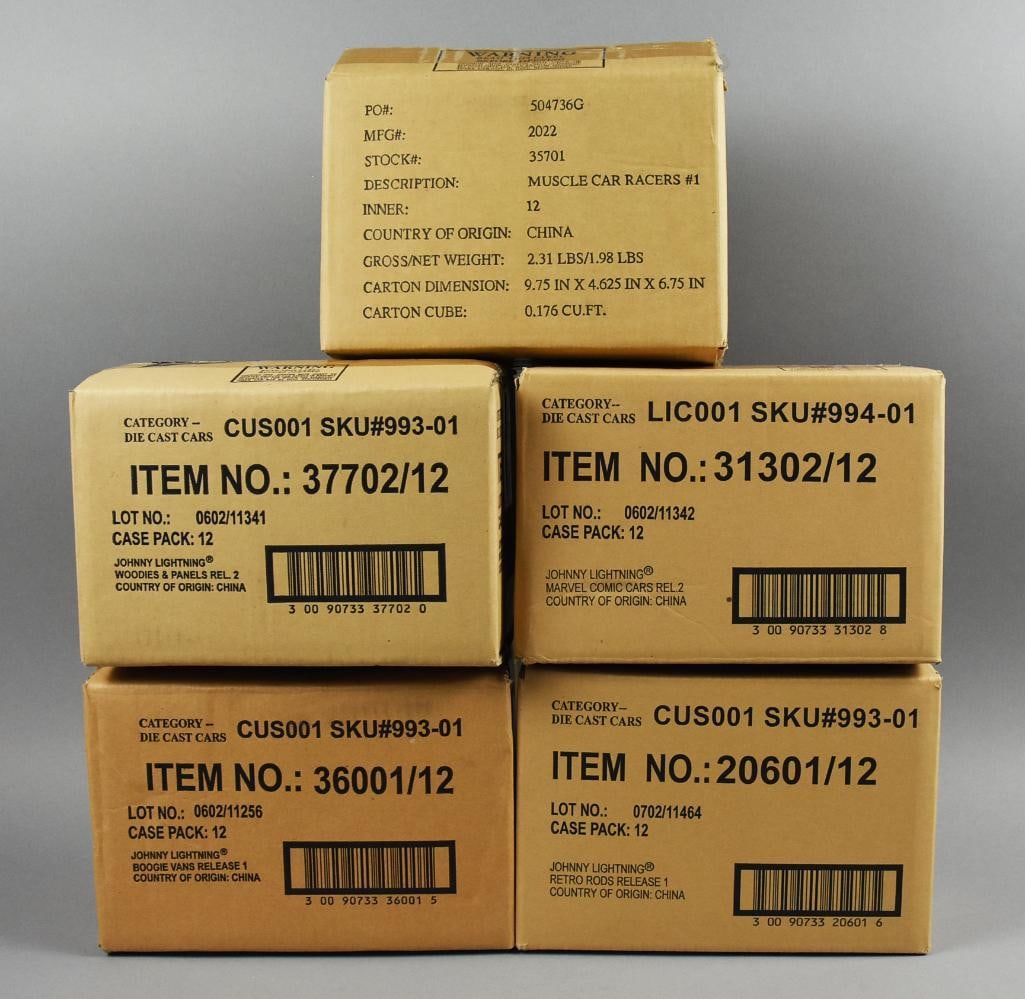 WARNING
PO#: 504736G
MFG#: 2022
STOCK#: 35701
DESCRIPTION: MUSCLE CAR RACERS #1
INNER: 12
COUNTRY OF ORIGIN: CHINA
GROSS/NET WEIGHT: 2.31 LBS/1.98 LBS
CARTON DIMENSION: 9.75 IN X 4.625 IN X 6.75 IN
CARTON CUBE: 0.176 CU.FT.
WARNING
CATEGORY--
DIE CAST CARS CUS001 SKU#993-01
ITEM NO.: 37702/12
LOT NO.: 0602/11341
CASE PACK: 12
JOHNNY LIGHTNING®
WOODIES & PANELS REL. 2
COUNTRY OF ORIGIN: CHINA
3 00 90733 37702 0
CATEGORY--
DIE CAST CARS LIC001 SKU#994-01
ITEM NO.: 31302/12
LOT NO.: 0602/11342
CASE PACK: 12
JOHNNY LIGHTNING®
MARVEL COMIC CARS REL.2
COUNTRY OF ORIGIN: CHINA
3 00 90733 31302 8
CATEGORY--
DIE CAST CARS CUS001 SKU#993-01
ITEM NO.: 36001/12
LOT NO.: 0602/11256
CASE PACK: 12
JOHNNY LIGHTNING®
BOOGIE VANS RELEASE 1
COUNTRY OF ORIGIN: CHINA
3 00 90733 36001 5
CATEGORY--
DIE CAST CARS CUS001 SKU#993-01
ITEM NO.: 20601/12
LOT NO.: 0702/11464
CASE PACK: 12
JOHNNY LIGHTNING®
RETRO RODS RELEASE 1
COUNTRY OF ORIGIN: CHINA
3 00 90733 20601 6